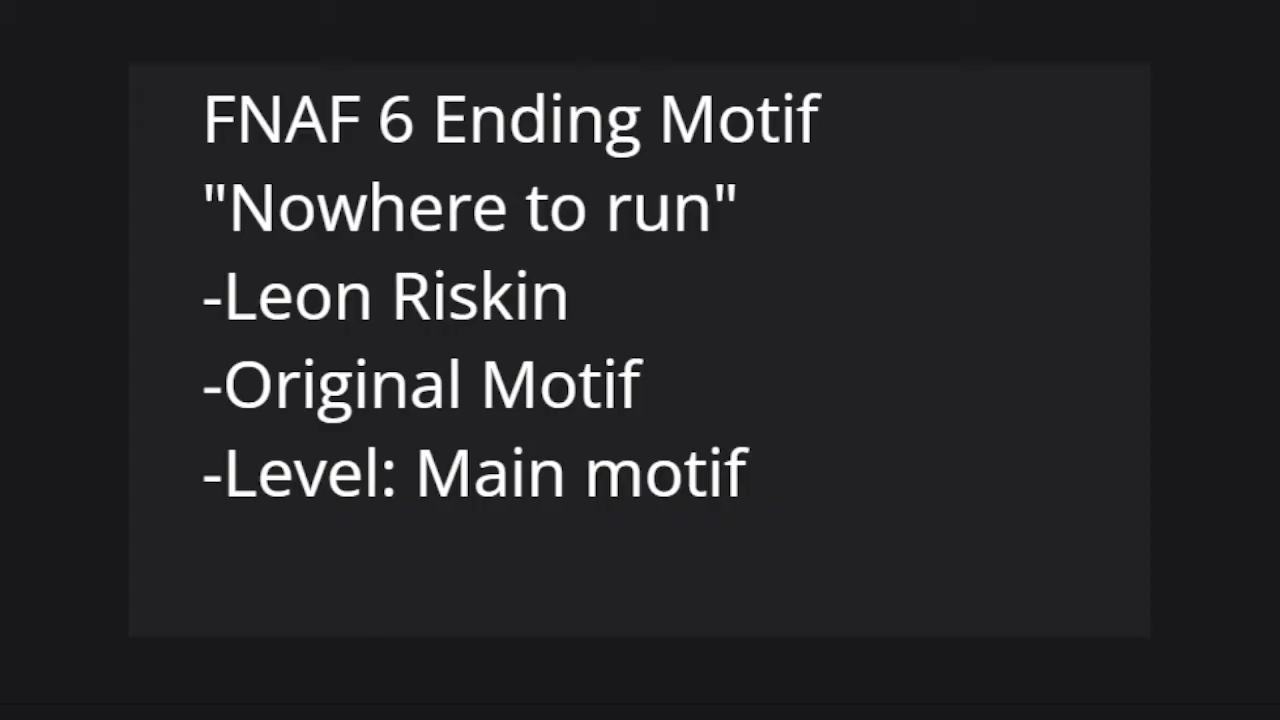 FNAF 6 Ending Motif
"Nowhere to run"
-Leon Riskin
-Original Motif
-Level: Main motif